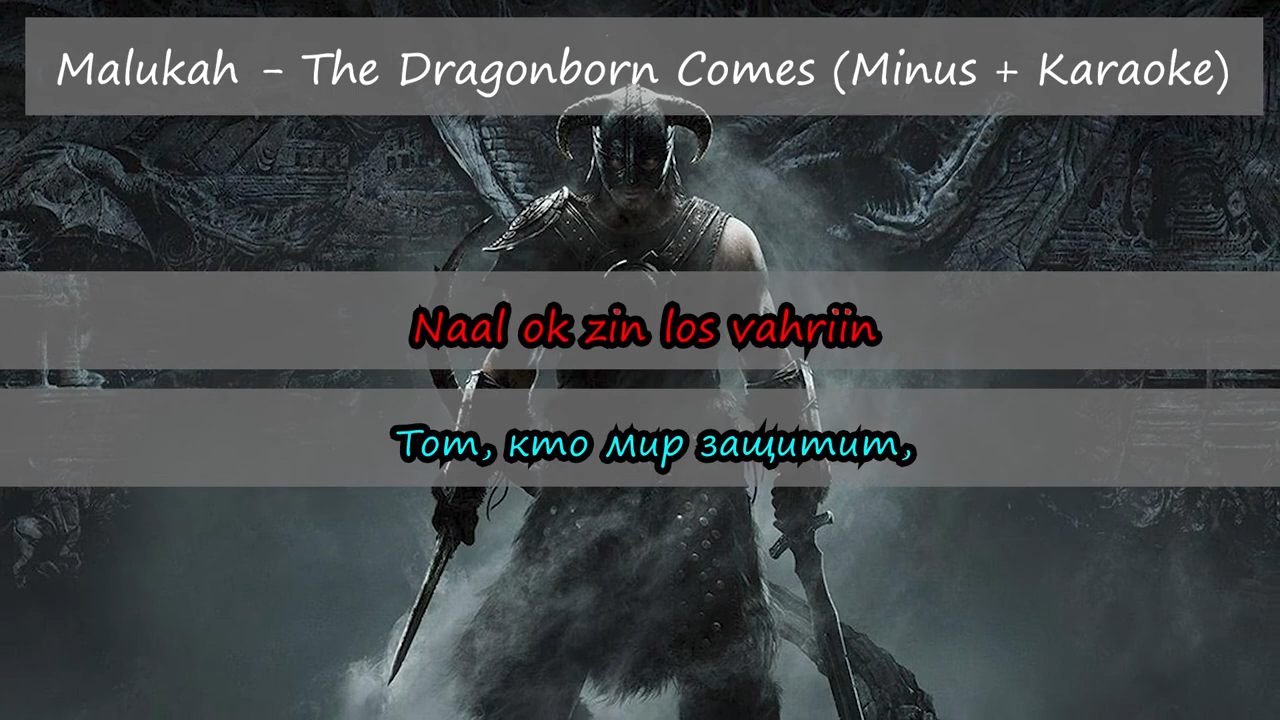 Malukah - The Dragonborn Comes (Minus + Karaoke)
Naal ok zin los vahriin
Тот, кто мир защитит,